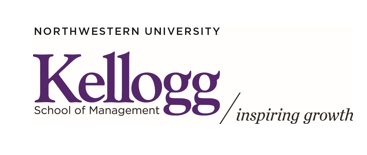 NORTHWESTERN UNIVERSITY
Kellogg
School of Management
inspiring growth